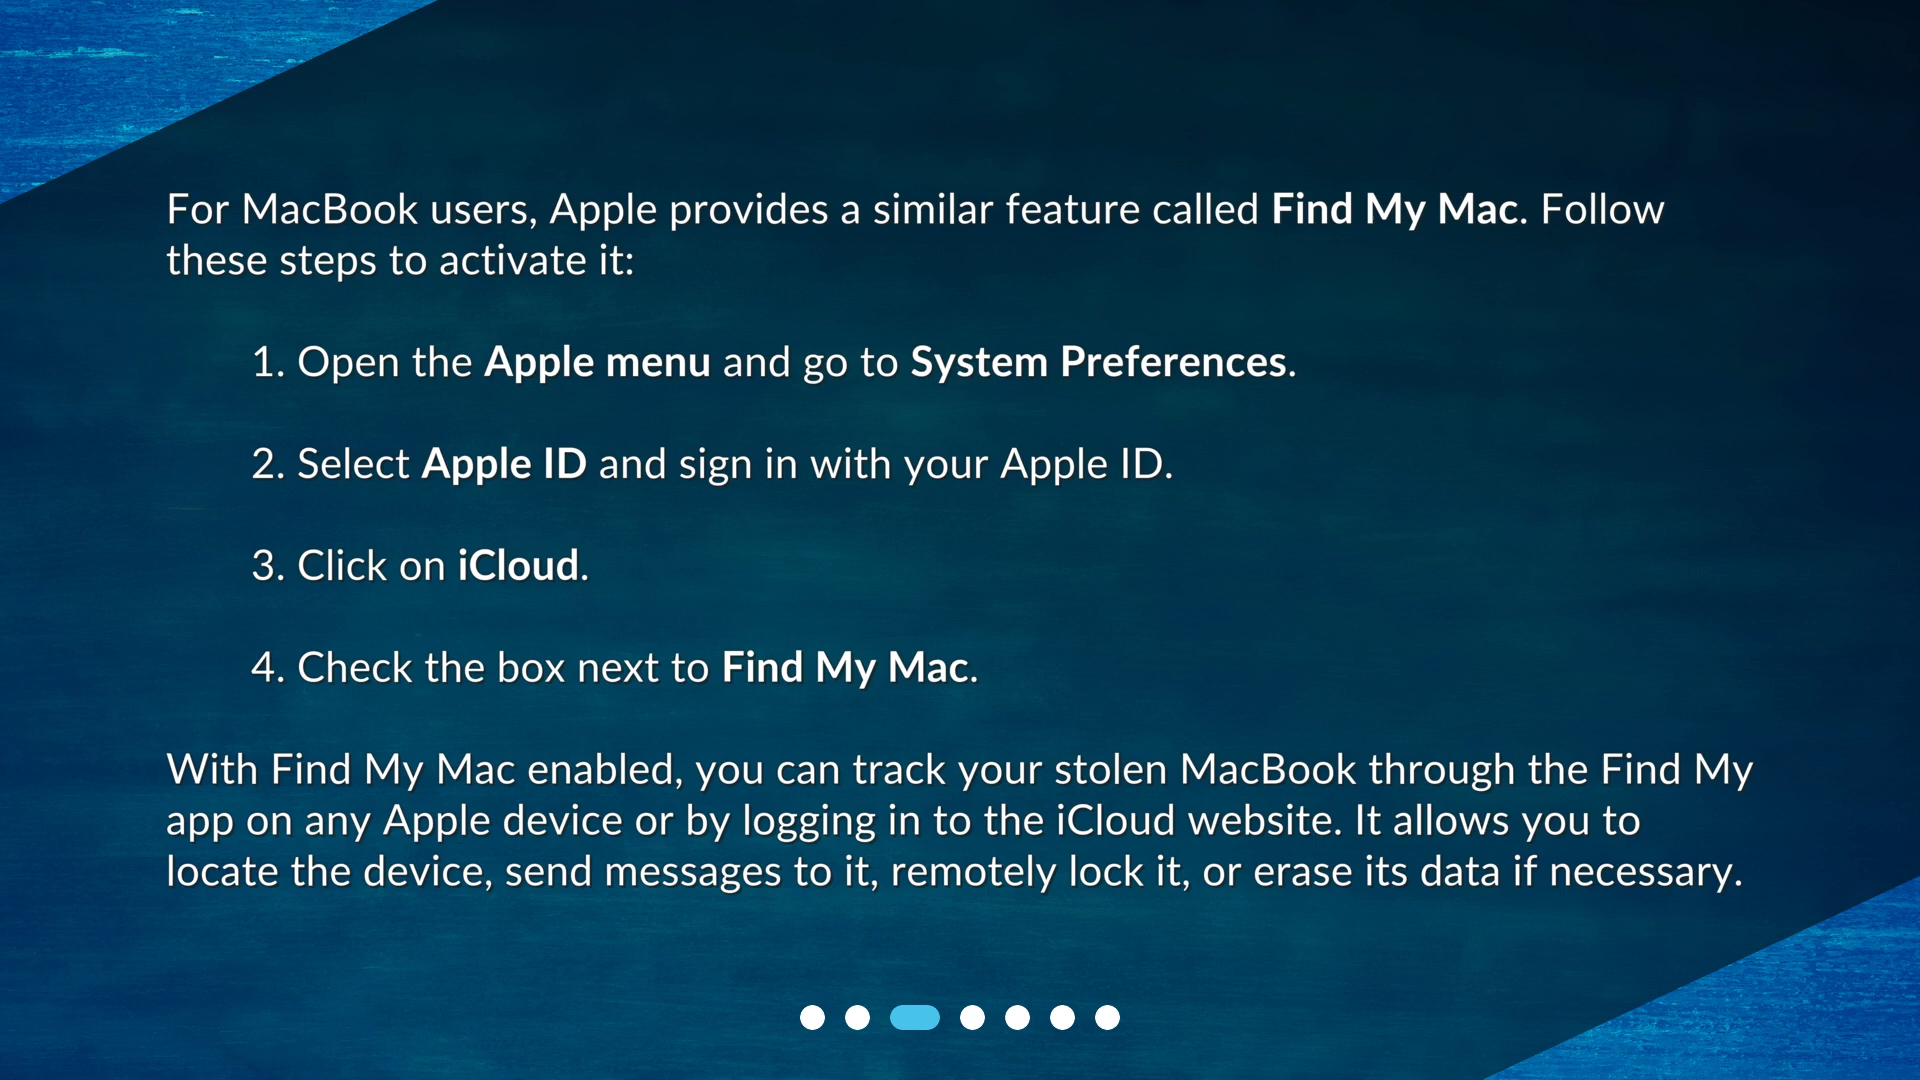 For MacBook users, Apple provides a similar feature called Find My Mac. Follow
these steps to activate it:
1. Open the Apple menu and go to System Preferences.
2. Select Apple ID and sign in with your Apple ID.
3. Click on iCloud.
4. Check the box next to Find My Mac.
With Find My Mac enabled, you can track your stolen MacBook through the Find My
app on any Apple device or by logging in to the iCloud website. It allows you to
locate the device, send messages to it, remotely lock it, or erase its data if necessary.